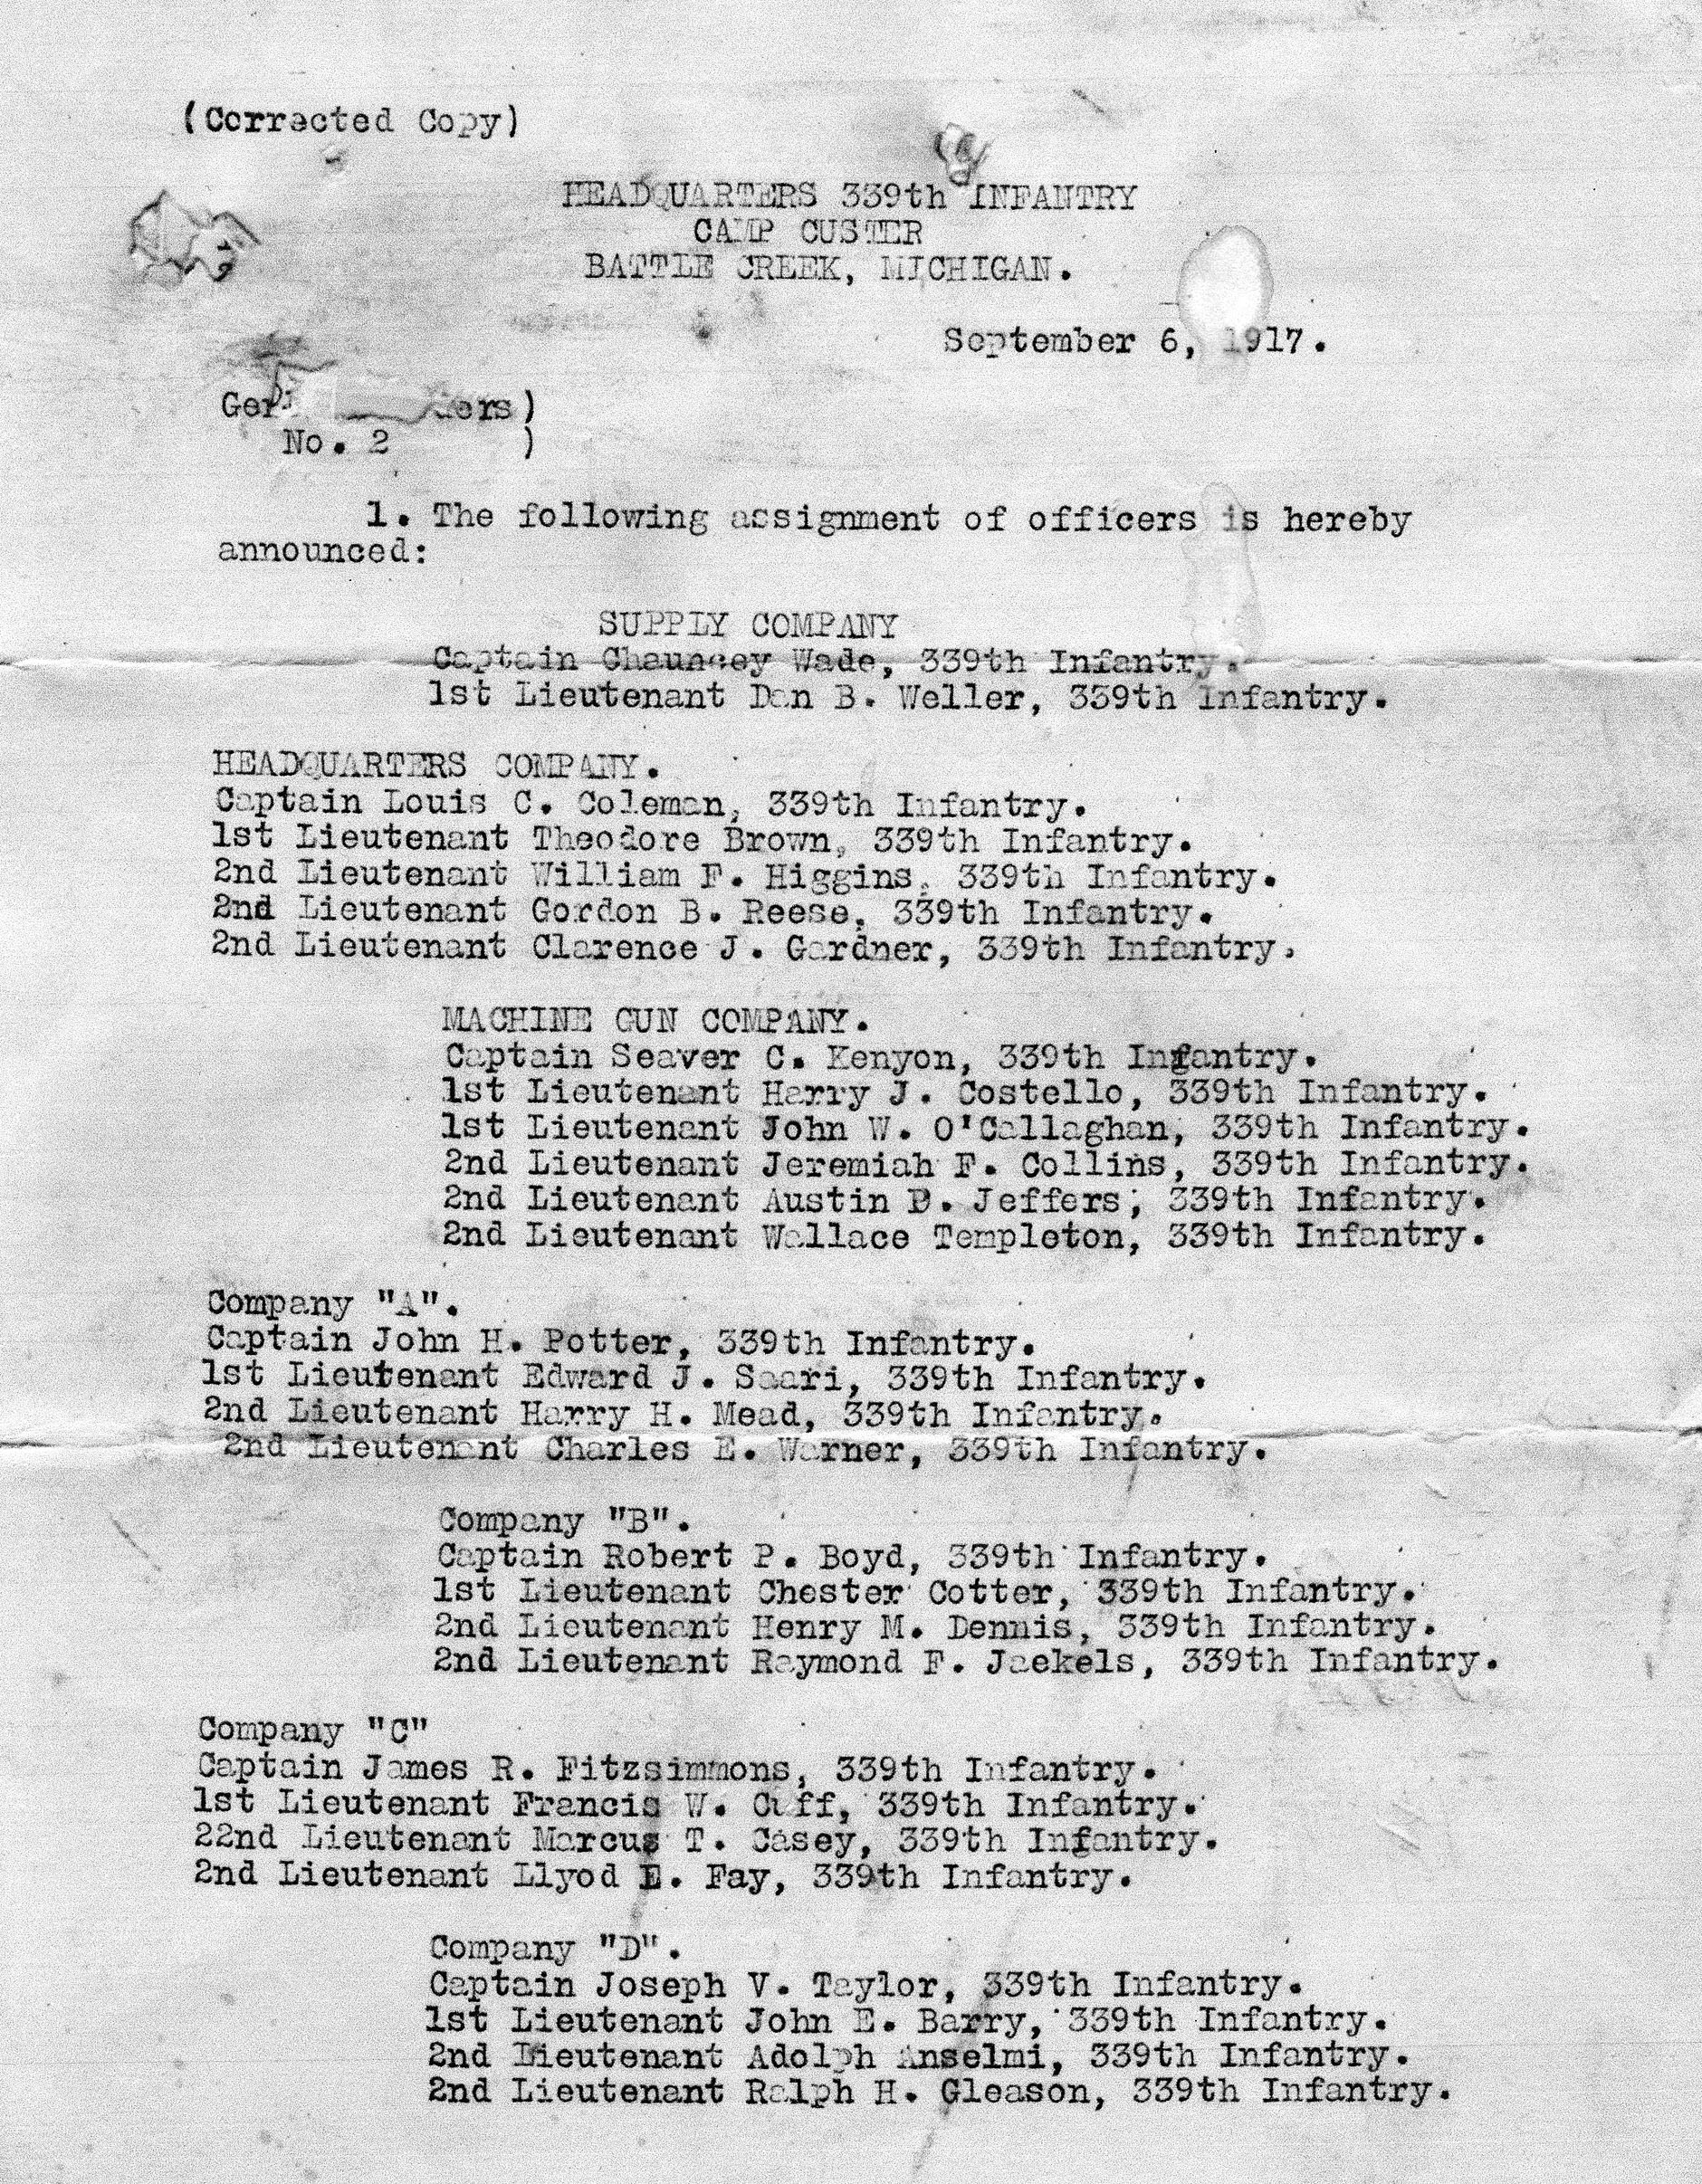 (Corrected Copy)
HEADQUARTERS 339th INFANTRY
CAMP CUSTER
BATTLE CREEK, MICHIGAN.
September 6, 1917.
No. 2 )
1. The following assignment of officers is hereby
announced:
SUPPLY COMPANY
Captain Chauncey Wade, 339th Infantry.
1st Lieutenant Dan B. Weller, 339th Infantry.
HEADQUARTERS COMPANY.
Captain Louis C. Coleman, 339th Infantry.
1st Lieutenant Theodore Brown, 339th Infantry.
2nd Lieutenant William F. Higgins, 339th Infantry.
2nd Lieutenant Gordon B. Reese, 339th Infantry.
2nd Lieutenant Clarence J. Gardner, 339th Infantry.
MACHINE GUN COMPANY.
Captain Seaver C. Kenyon, 339th Infantry.
1st Lieutenant Harry J. Costello, 339th Infantry.
1st Lieutenant John W. O'Callaghan, 339th Infantry.
2nd Lieutenant Jeremiah F. Collins, 339th Infantry.
2nd Lieutenant Austin Jeffers, 339th Infantry.
2nd Lieutenant Wallace Templeton, 339th Infantry.
Company "A".
Captain John H. Potter, 339th Infantry.
1st Lieutenant Edward J. Saari, 339th Infantry.
2nd Lieutenant Harry H. Mead, 339th Infantry.
2nd Lieutenant Charles E. Warner, 339th Infantry.
Company "B".
Captain Robert P. Boyd, 339th Infantry.
1st Lieutenant Chester Cotter, 339th Infantry.
2nd Lieutenant Henry M. Dennis, 339th Infantry.
2nd Lieutenant Raymond F. Jaekels, 339th Infantry.
Company "C"
Captain James R. Fitzsimmons, 339th Infantry.
1st Lieutenant Francis W. Cuff, 339th Infantry.
22nd Lieutenant Marcus T. Casey, 339th Infantry.
2nd Lieutenant Llyod E. Fay, 339th Infantry.
Company "D".
Captain Joseph V. Taylor, 339th Infantry.
1st Lieutenant John E. Barry, 339th Infantry.
2nd Lieutenant Adolph Anselmi, 339th Infantry.
2nd Lieutenant Ralph H. Gleason, 339th Infantry.